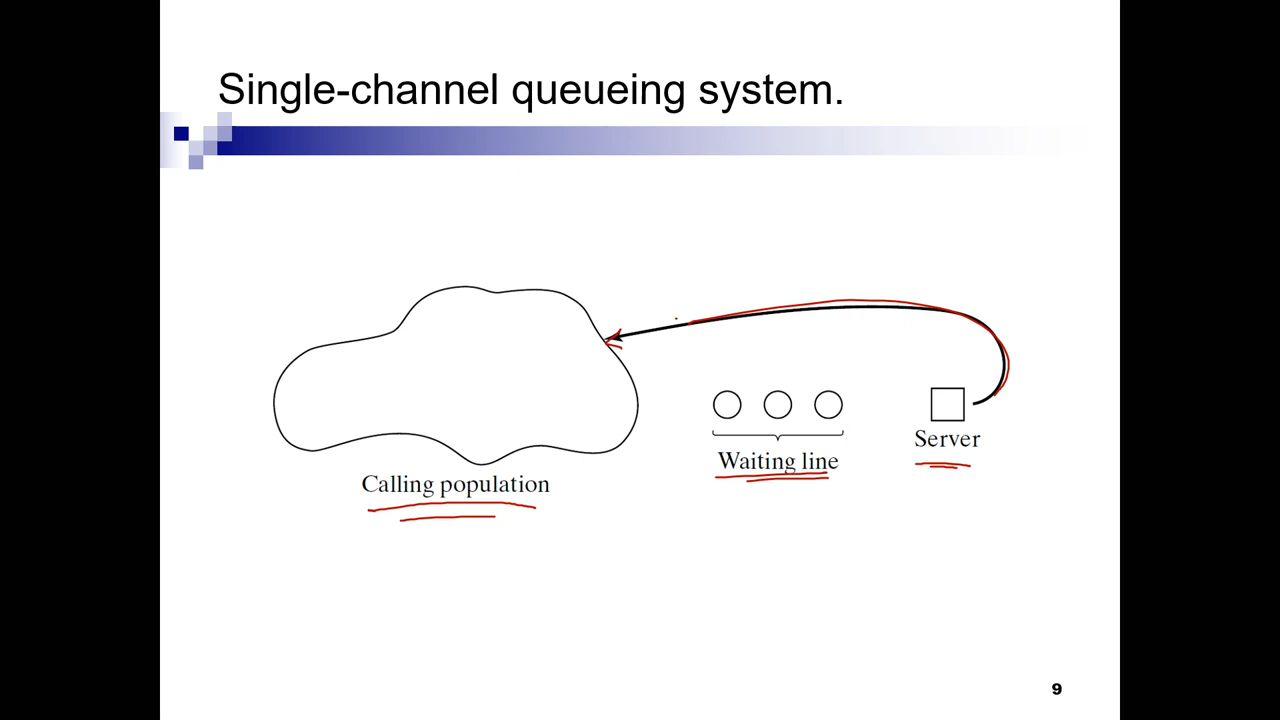 Single-channel queueing system.
Calling population
Waiting line
Server
9